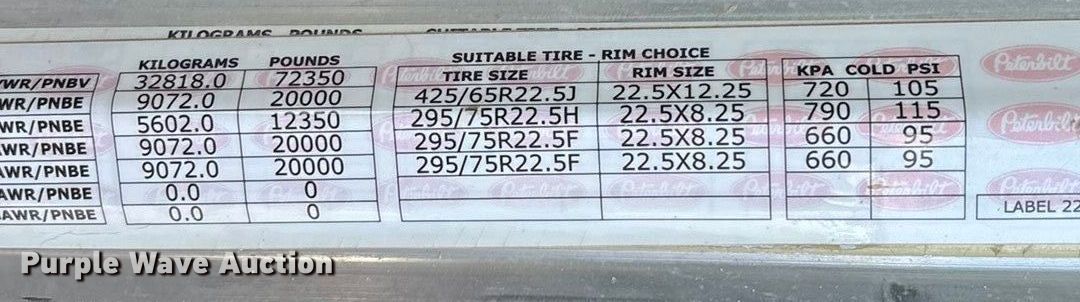 KILOGRAMS POUNDS
KILOGRAMS POUNDS SUITABLE TIRE - RIM CHOICE
VWR/PNBV 32818.0 72350 TIRE SIZE RIM SIZE KPA COLD PSI
WR/PNBE 9072.0 20000 425/65R22.5J 22.5X12.25 720 105
AWR/PNBE 5602.0 12350 295/75R22.5H 22.5X8.25 790 115
AWR/PNBE 9072.0 20000 295/75R22.5F 22.5X8.25 660 95
AWR/PNBE 9072.0 20000 295/75R22.5F 22.5X8.25 660 95
AWR/PNBE 0.0 0
AWR/PNBE 0.0 0
Peterbilt
Peterbilt
Peterbilt
LABEL 22
Purple Wave Auction